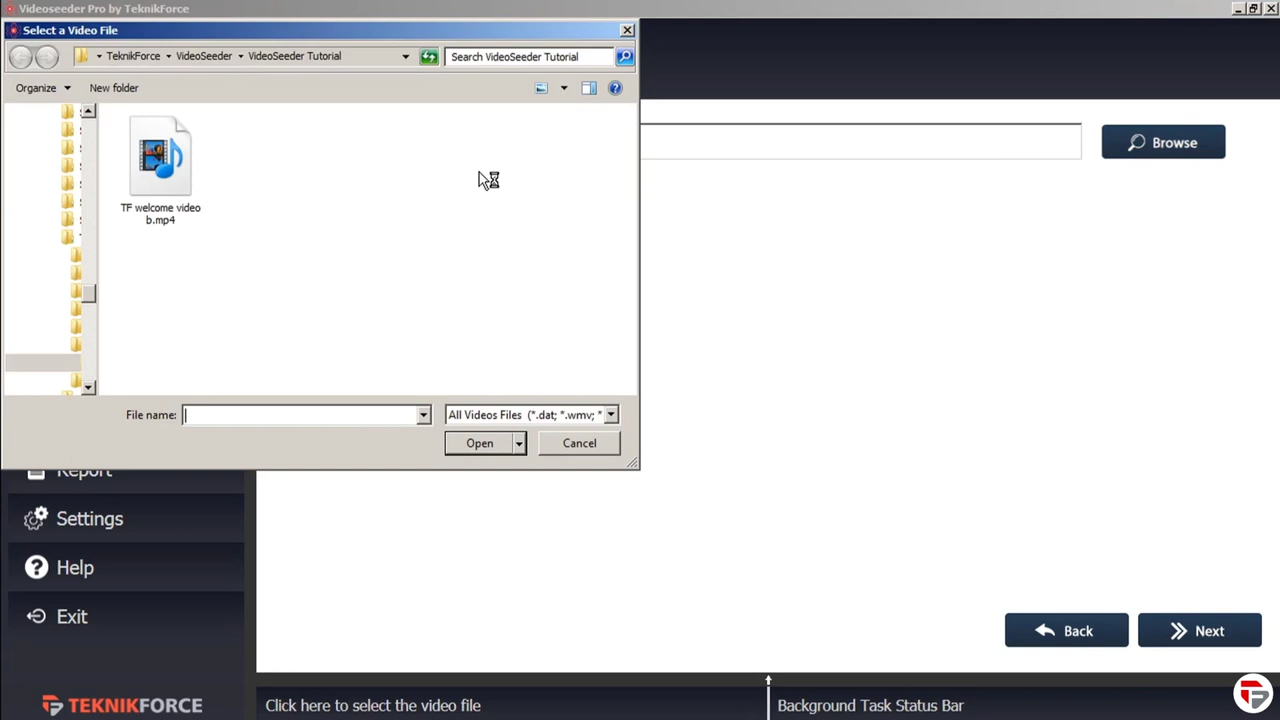 Videoseeder Pro by TeknikForce
Select a Video File
TeknikForce VideoSeeder VideoSeeder Tutorial
Search VideoSeeder Tutorial
Organize
New folder
Browse
TF welcome video
b.mp4
File name:
All Videos Files (*.dat; *.wmv; *
Open
Cancel
Report
Settings
Help
Exit
Back
Next
TEKNIKFORCE
Click here to select the video file
Background Task Status Bar